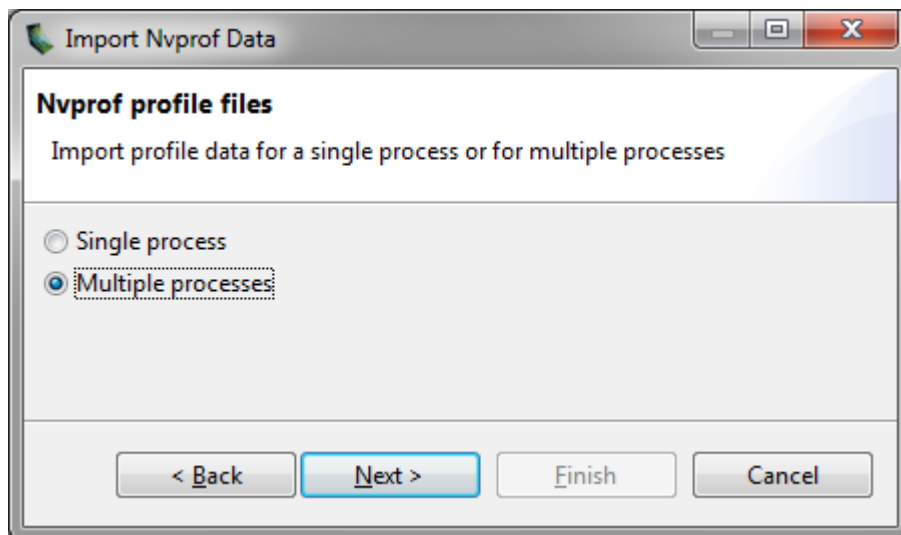 Import Nvprof Data
Nvprof profile files
Import profile data for a single process or for multiple processes
Single process
Multiple processes
< Back Next > Finish Cancel